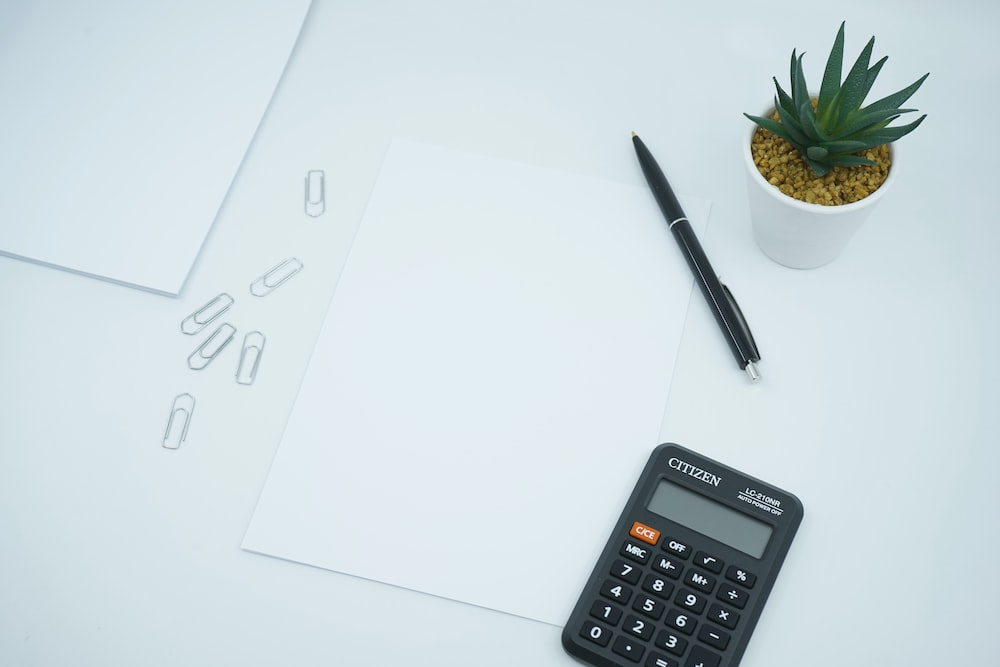 CITIZEN
LC-210NR
AUTO POWER OFF
C/CE OFF √ %
MRC M− M+ ÷
7 8 9 ×
4 5 6 −
1 2 3 +
0 . =